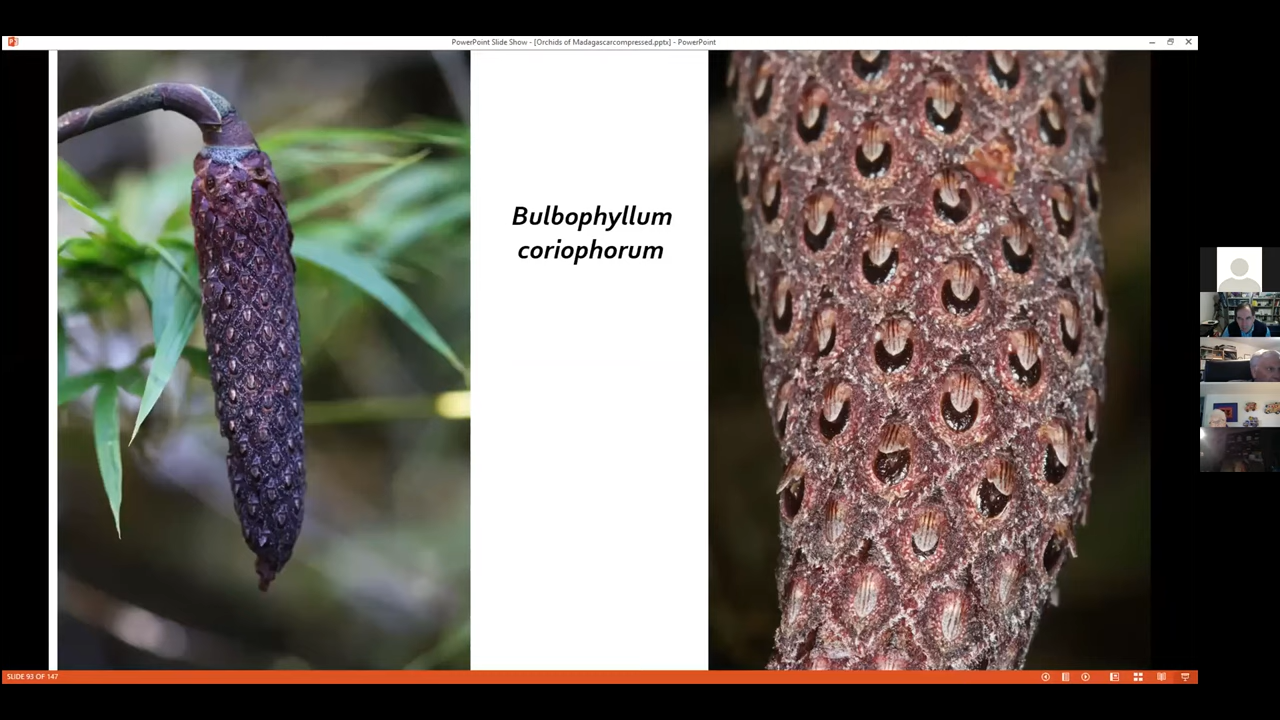 PowerPoint Slide Show - [Orchids of Madagascarcompressed.pptx] - PowerPoint
Bulbophyllum
coriophorum
SLIDE 93 OF 147